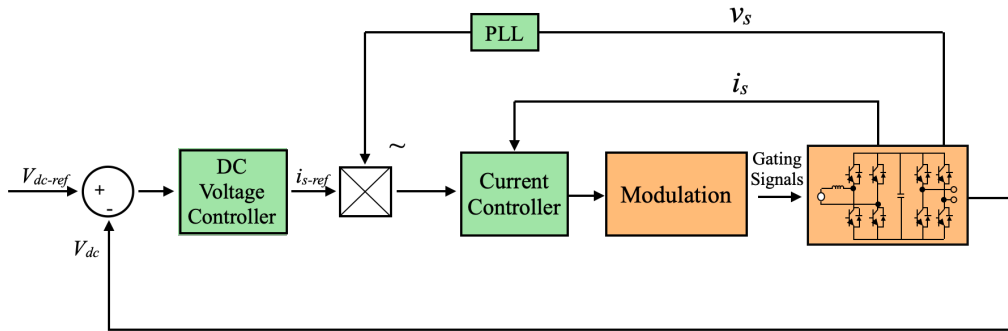 v_s
PLL
i_s
~
V_dc-ref
+
-
DC
Voltage
Controller
i_s-ref
Current
Controller
Modulation
Gating
Signals
V_dc